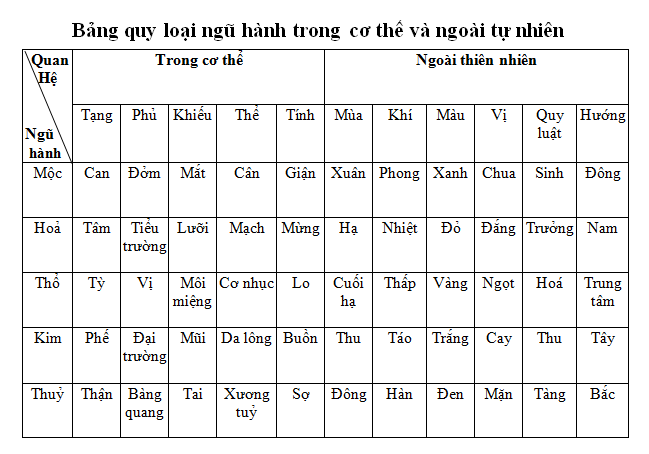 Bảng quy loại ngũ hành trong cơ thể và ngoài tự nhiên
Quan Hệ Trong cơ thể Ngoài thiên nhiên
Ngũ hành Tạng Phủ Khiếu Thể Tính Mùa Khí Màu Vị Quy luật Hướng
Mộc Can Đởm Mắt Cân Giận Xuân Phong Xanh Chua Sinh Đông
Hoả Tâm Tiểu trường Lưỡi Mạch Mừng Hạ Nhiệt Đỏ Đắng Trưởng Nam
Thổ Tỳ Vị Môi miệng Cơ nhục Lo Cuối hạ Thấp Vàng Ngọt Hoá Trung tâm
Kim Phế Đại trường Mũi Da lông Buồn Thu Táo Trắng Cay Thu Tây
Thuỷ Thận Bàng quang Tai Xương tuỷ Sợ Đông Hàn Đen Mặn Tàng Bắc